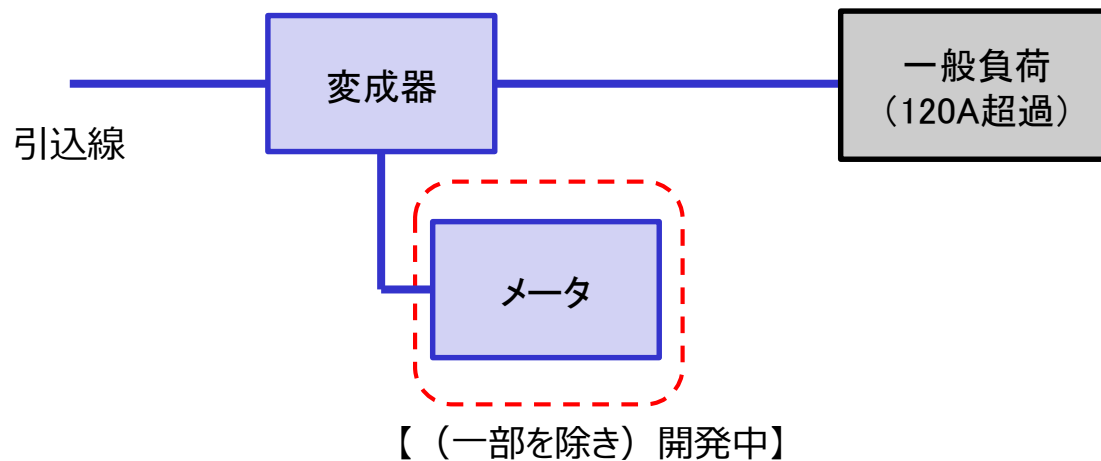 変成器
一般負荷
（120A超過）
引込線
メータ
【（一部を除き）開発中】